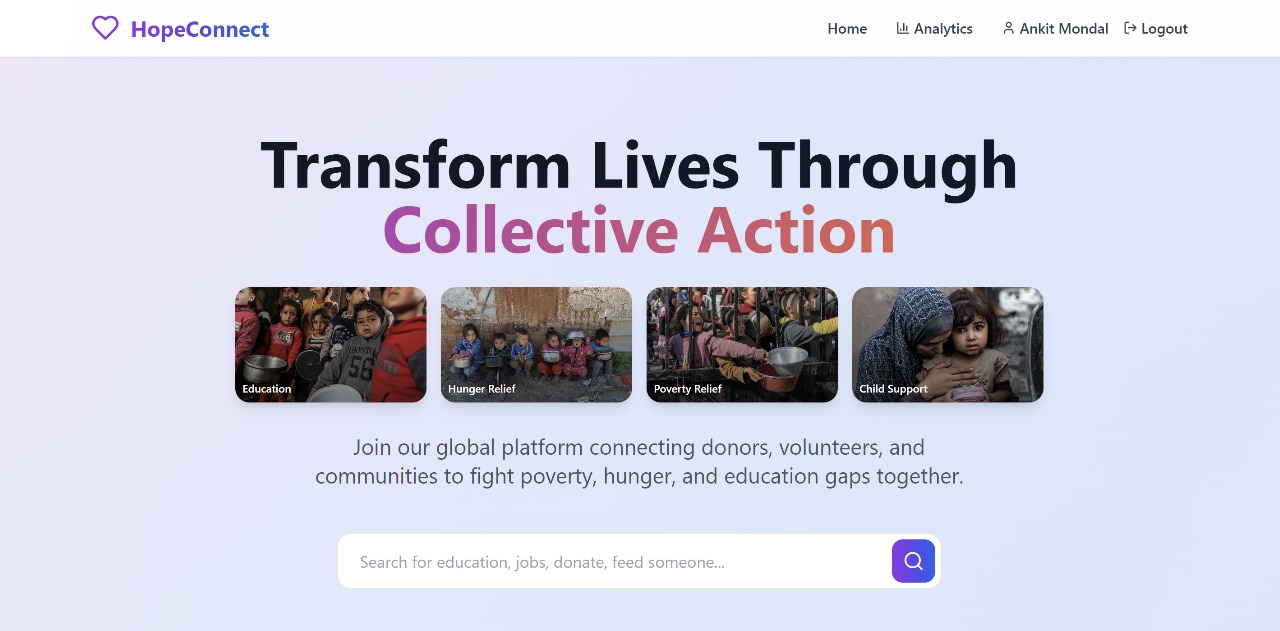 HopeConnect
Home
Analytics
Ankit Mondal
Logout
Transform Lives Through
Collective Action
Education
Hunger Relief
Poverty Relief
Child Support
Join our global platform connecting donors, volunteers, and
communities to fight poverty, hunger, and education gaps together.
Search for education, jobs, donate, feed someone...